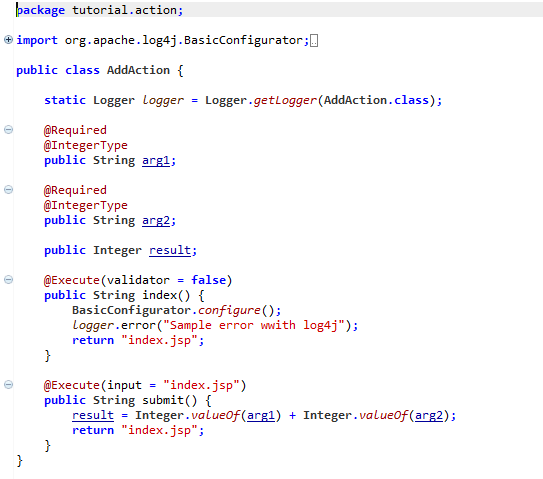 package tutorial.action;
import org.apache.log4j.BasicConfigurator;
public class AddAction {
static Logger logger = Logger.getLogger(AddAction.class);
@Required
@IntegerType
public String arg1;
@Required
@IntegerType
public String arg2;
public Integer result;
@Execute(validator = false)
public String index() {
BasicConfigurator.configure();
logger.error("Sample error wwith log4j");
return "index.jsp";
}
@Execute(input = "index.jsp")
public String submit() {
result = Integer.valueOf(arg1) + Integer.valueOf(arg2);
return "index.jsp";
}
}